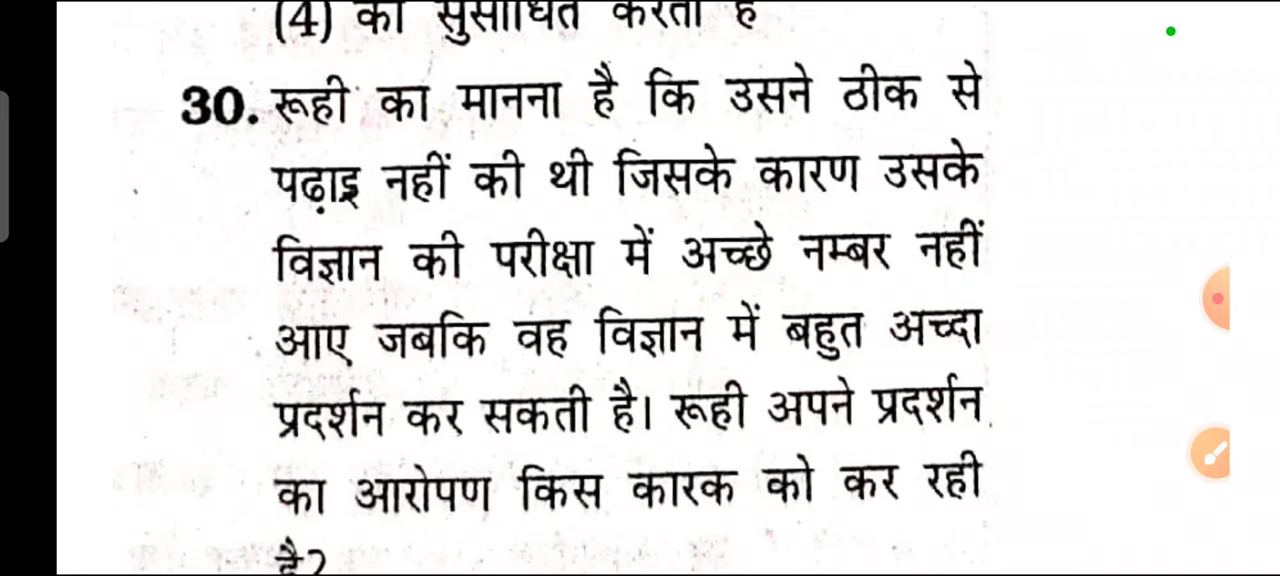 (4) को सुसाधित करता है
30. रूही का मानना है कि उसने ठीक से
पढ़ाइ नहीं की थी जिसके कारण उसके
विज्ञान की परीक्षा में अच्छे नम्बर नहीं
आए जबकि वह विज्ञान में बहुत अच्दा
प्रदर्शन कर सकती है। रूही अपने प्रदर्शन
का आरोपण किस कारक को कर रही
है?